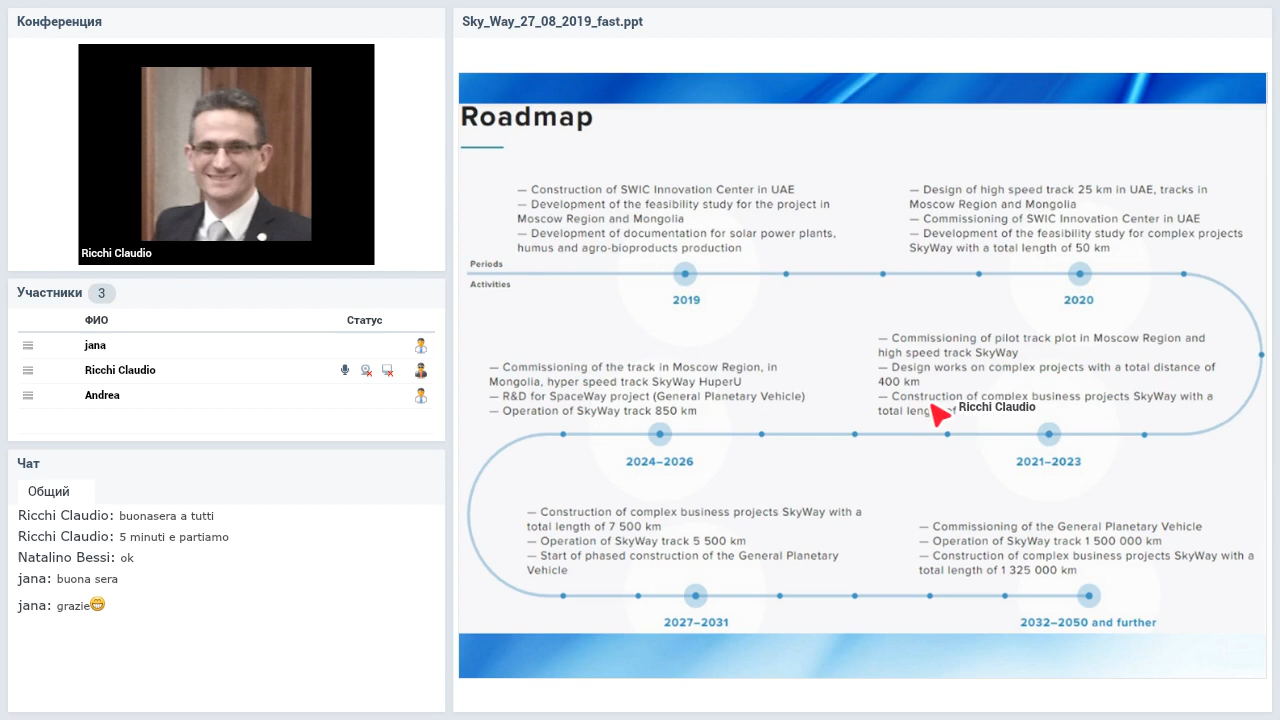 Конференция
Ricchi Claudio
Участники 3
ФИО Статус
jana
Ricchi Claudio
Andrea
Чат
Общий
Ricchi Claudio: buonasera a tutti
Ricchi Claudio: 5 minuti e partiamo
Natalino Bessi: ok
jana: buona sera
jana: grazie
Sky_Way_27_08_2019_fast.ppt
Roadmap
— Construction of SWIC Innovation Center in UAE
— Development of the feasibility study for the project in
Moscow Region and Mongolia
— Development of documentation for solar power plants,
humus and agro-bioproducts production
— Design of high speed track 25 km in UAE, tracks in
Moscow Region and Mongolia
— Commissioning of SWIC Innovation Center in UAE
— Development of the feasibility study for complex projects
SkyWay with a total length of 50 km
Periods
Activities
2019
2020
— Commissioning of the track in Moscow Region, in
Mongolia, hyper speed track SkyWay HuperU
— R&D for SpaceWay project (General Planetary Vehicle)
— Operation of SkyWay track 850 km
— Commissioning of pilot track plot in Moscow Region and
high speed track SkyWay
— Design works on complex projects with a total distance of
400 km
— Construction of complex business projects SkyWay with a
total
Ricchi Claudio
2024–2026
2021–2023
— Construction of complex business projects SkyWay with a
total length of 7 500 km
— Operation of SkyWay track 5 500 km
— Start of phased construction of the General Planetary
Vehicle
— Commissioning of the General Planetary Vehicle
— Operation of SkyWay track 1 500 000 km
— Construction of complex business projects SkyWay with a
total length of 1 325 000 km
2027–2031
2032–2050 and further